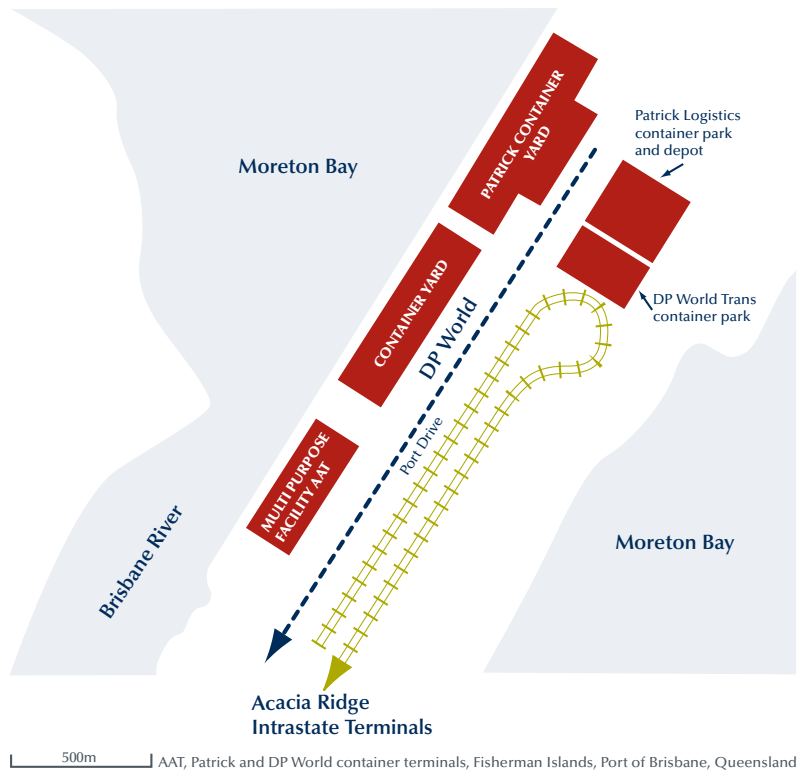 PATRICK CONTAINER
YARD
Patrick Logistics
container park
and depot
Moreton Bay
CONTAINER YARD
DP World
DP World Trans
container park
Port Drive
MULTI PURPOSE
FACILITY AAT
Brisbane River
Moreton Bay
Acacia Ridge
Intrastate Terminals
500m
AAT, Patrick and DP World container terminals, Fisherman Islands, Port of Brisbane, Queensland